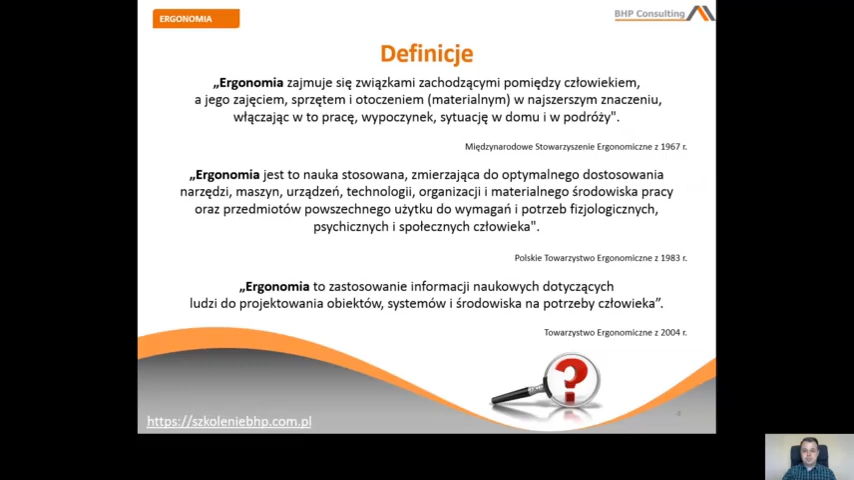 ERGONOMIA
BHP Consulting
Definicje
„Ergonomia zajmuje się związkami zachodzącymi pomiędzy człowiekiem,
a jego zajęciem, sprzętem i otoczeniem (materialnym) w najszerszym znaczeniu,
włączając w to pracę, wypoczynek, sytuację w domu i w podróży".
Międzynarodowe Stowarzyszenie Ergonomiczne z 1967 r.
„Ergonomia jest to nauka stosowana, zmierzająca do optymalnego dostosowania
narzędzi, maszyn, urządzeń, technologii, organizacji i materialnego środowiska pracy
oraz przedmiotów powszechnego użytku do wymagań i potrzeb fizjologicznych,
psychicznych i społecznych człowieka".
Polskie Towarzystwo Ergonomiczne z 1983 r.
„Ergonomia to zastosowanie informacji naukowych dotyczących
ludzi do projektowania obiektów, systemów i środowiska na potrzeby człowieka”.
Towarzystwo Ergonomiczne z 2004 r.
?
https://szkoleniebhp.com.pl